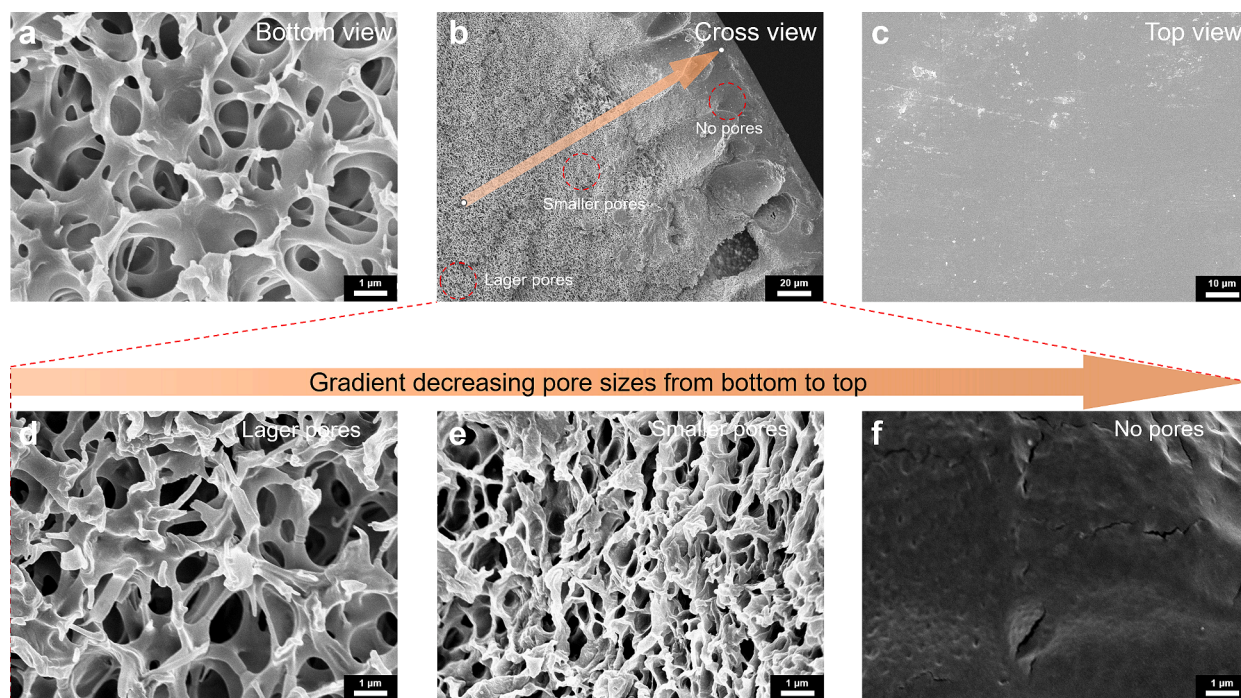 a
Bottom view
1 µm
b
Cross view
No pores
Smaller pores
Lager pores
20 µm
c
Top view
10 µm
Gradient decreasing pore sizes from bottom to top
d
Lager pores
1 µm
e
Smaller pores
1 µm
f
No pores
1 µm